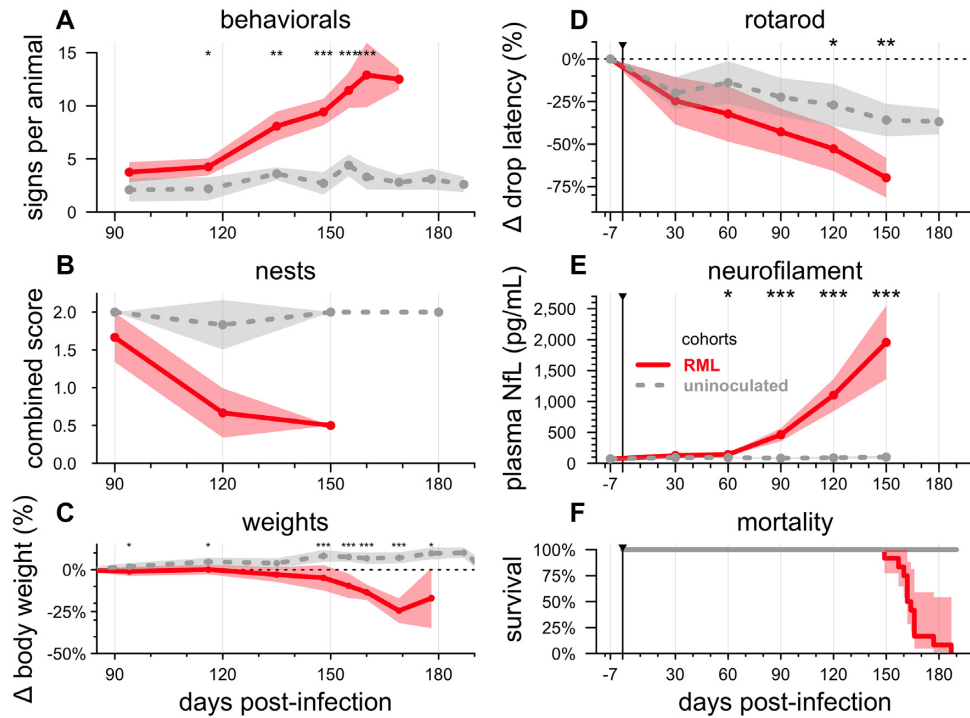 A behaviorals
signs per animal
15
10
5
0
* ** *** *** ***
90 120 150 180
B nests
combined score
2.0
1.5
1.0
0.5
0.0
90 120 150 180
C weights
Δ body weight (%)
0%
-25%
-50%
* * *** *** *** *** *
90 120 150 180
days post-infection
D rotarod
Δ drop latency (%)
0%
-25%
-50%
-75%
* **
-7 30 60 90 120 150 180
E neurofilament
plasma NfL (pg/mL)
2,500
2,000
1,500
1,000
500
0
* *** *** ***
cohorts
RML
uninoculated
-7 30 60 90 120 150 180
F mortality
survival
100%
75%
50%
25%
0%
-7 30 60 90 120 150 180
days post-infection